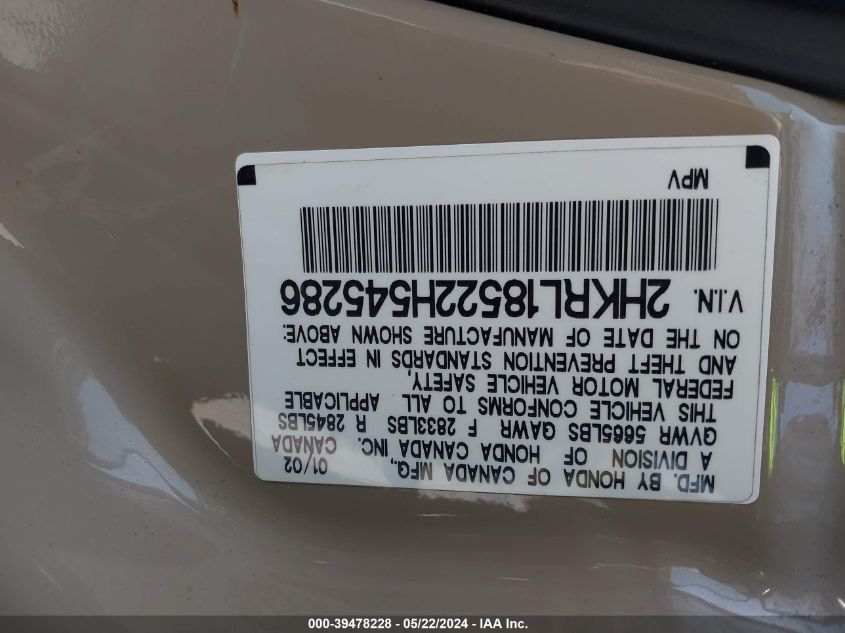 MFD. BY HONDA OF CANADA MFG., 01/02
A DIVISION OF HONDA CANADA INC. CANADA
GVWR 5665LBS GAWR F 2833LBS R 2845LBS
THIS VEHICLE CONFORMS TO ALL APPLICABLE
FEDERAL MOTOR VEHICLE SAFETY,
AND THEFT PREVENTION STANDARDS IN EFFECT
ON THE DATE OF MANUFACTURE SHOWN ABOVE.
V.I.N. 2HKRL18522H545286
MPV
000-39478228 - 05/22/2024 - IAA Inc.